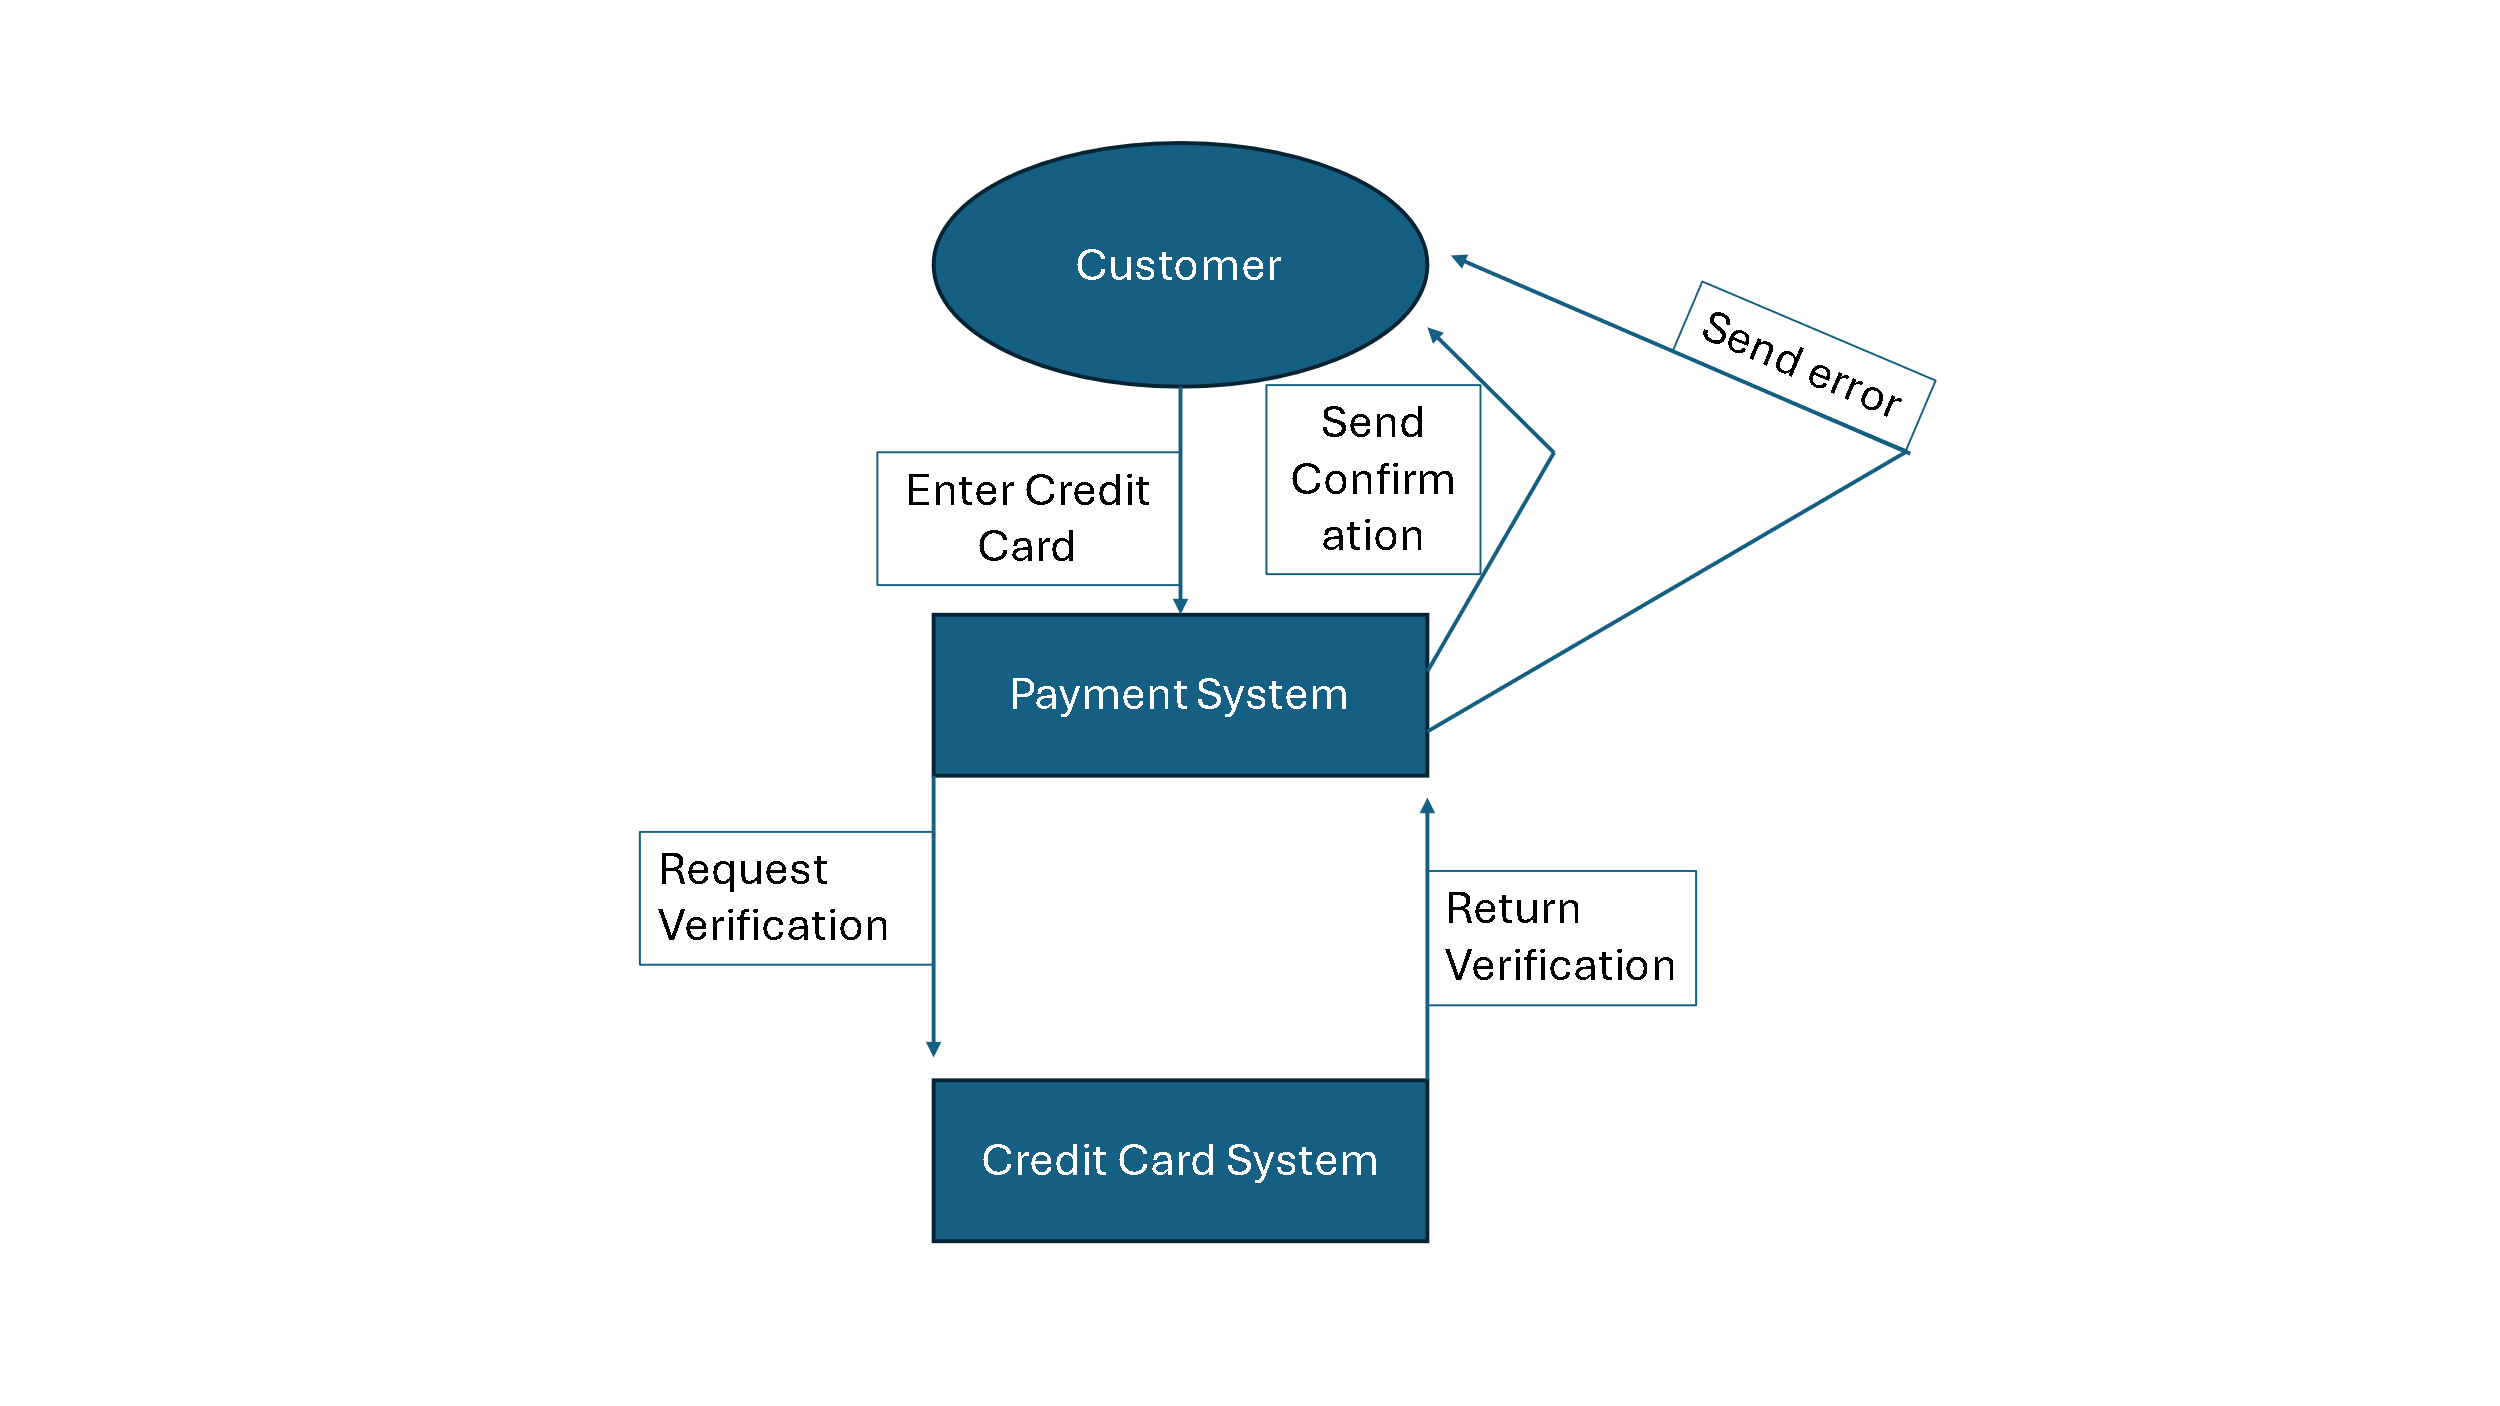 Customer
Send error
Send
Confirm
ation
Enter Credit
Card
Payment System
Request
Verification
Return
Verification
Credit Card System